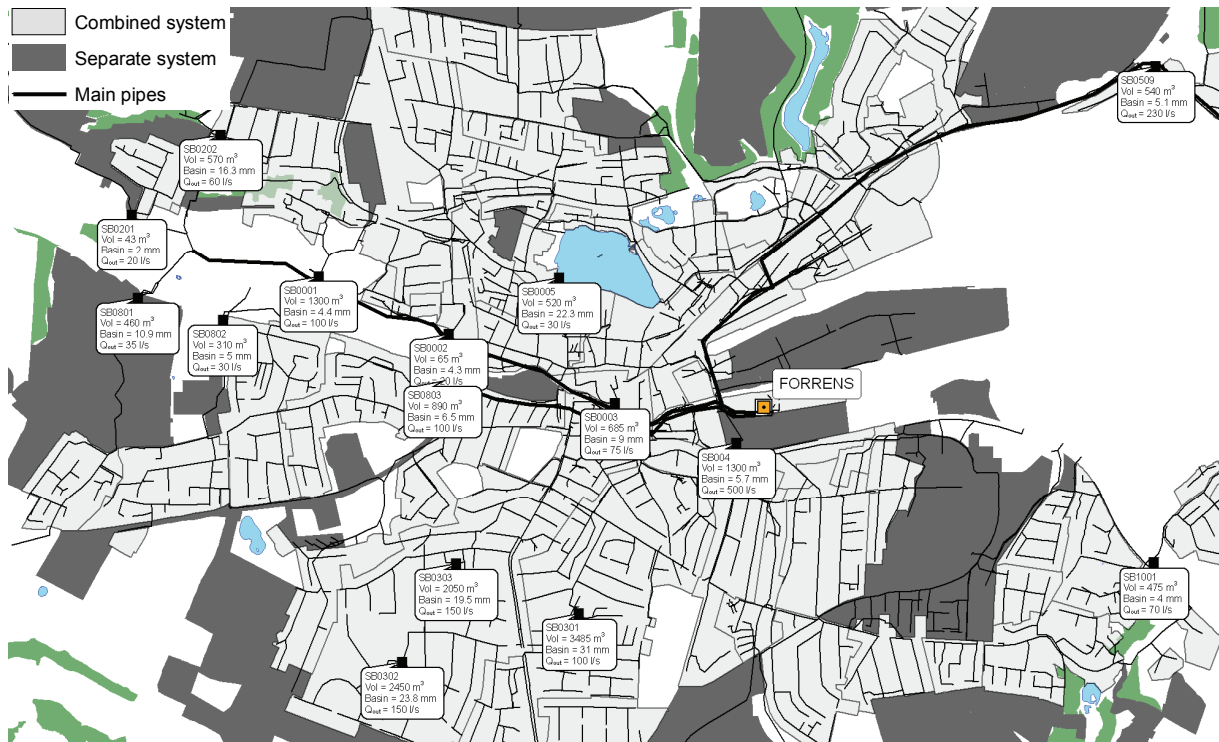 Combined system
Separate system
Main pipes
SB0509
Vol = 540 m³
Basin = 5.1 mm
Qout = 230 l/s
SB0202
Vol = 570 m³
Basin = 16.3 mm
Qout = 60 l/s
SB0201
Vol = 43 m³
Basin = 2 mm
Qout = 20 l/s
SB0001
Vol = 1300 m³
Basin = 4.4 mm
Qout = 100 l/s
SB0005
Vol = 520 m³
Basin = 22.3 mm
Qout = 30 l/s
SB0801
Vol = 460 m³
Basin = 10.9 mm
Qout = 35 l/s
SB0802
Vol = 310 m³
Basin = 5 mm
Qout = 30 l/s
SB0002
Vol = 65 m³
Basin = 4.3 mm
Qout = 20 l/s
SB0803
Vol = 890 m³
Basin = 6.5 mm
Qout = 100 l/s
FORRENS
SB0003
Vol = 685 m³
Basin = 9 mm
Qout = 75 l/s
SB004
Vol = 1300 m³
Basin = 5.7 mm
Qout = 500 l/s
SB0303
Vol = 2050 m³
Basin = 19.5 mm
Qout = 150 l/s
SB1001
Vol = 475 m³
Basin = 4 mm
Qout = 70 l/s
SB0301
Vol = 3485 m³
Basin = 31 mm
Qout = 100 l/s
SB0302
Vol = 2450 m³
Basin = 23.8 mm
Qout = 150 l/s